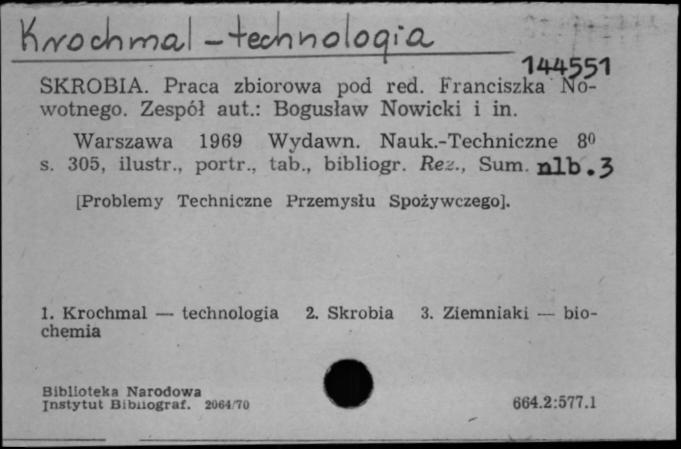 Krochmal – technologia
144551
SKROBIA. Praca zbiorowa pod red. Franciszka No-
wotnego. Zespół aut.: Bogusław Nowicki i in.
Warszawa 1969 Wydawn. Nauk.-Techniczne 8⁰
s. 305, ilustr., portr., tab., bibliogr. Rez., Sum. nlb. 3
[Problemy Techniczne Przemysłu Spożywczego].
1. Krochmal — technologia 2. Skrobia 3. Ziemniaki — bio-
chemia
Biblioteka Narodowa
Instytut Bibliograf. 2064/70
664.2:577.1